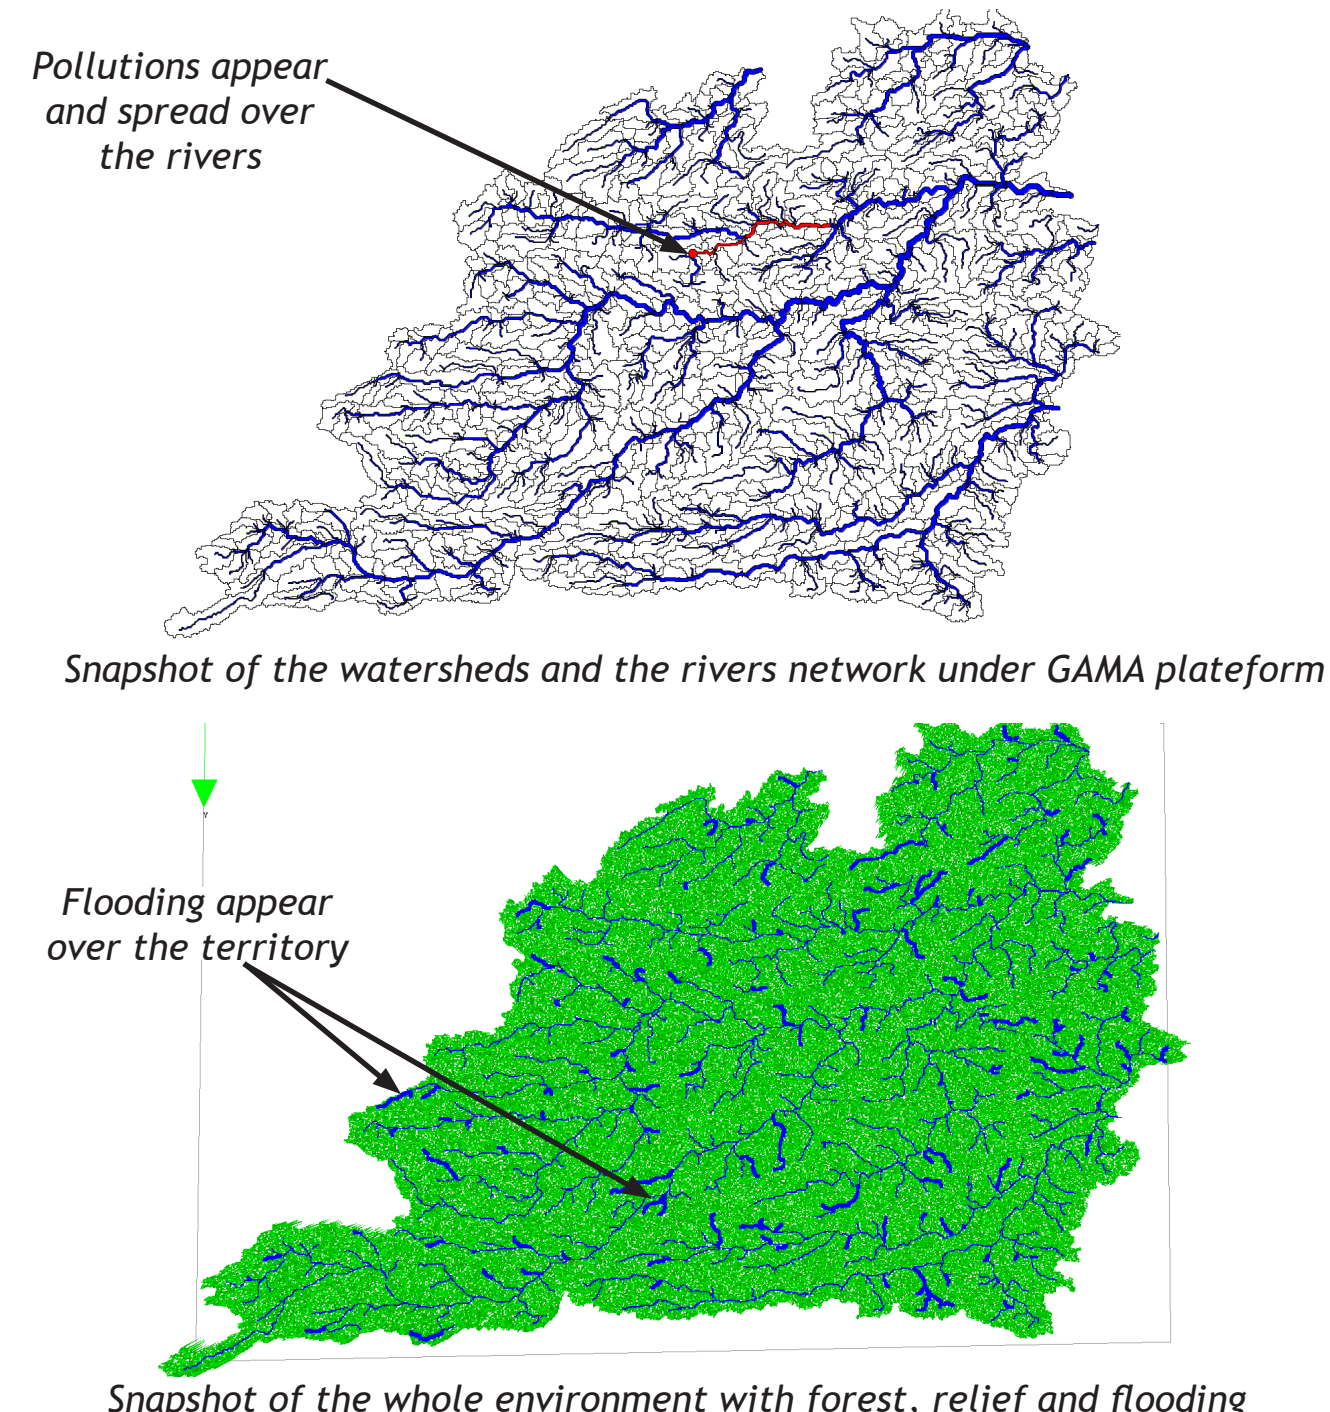 Pollutions appear
and spread over
the rivers
Snapshot of the watersheds and the rivers network under GAMA plateform
Y
Flooding appear
over the territory
Snapshot of the whole environment with forest, relief and flooding